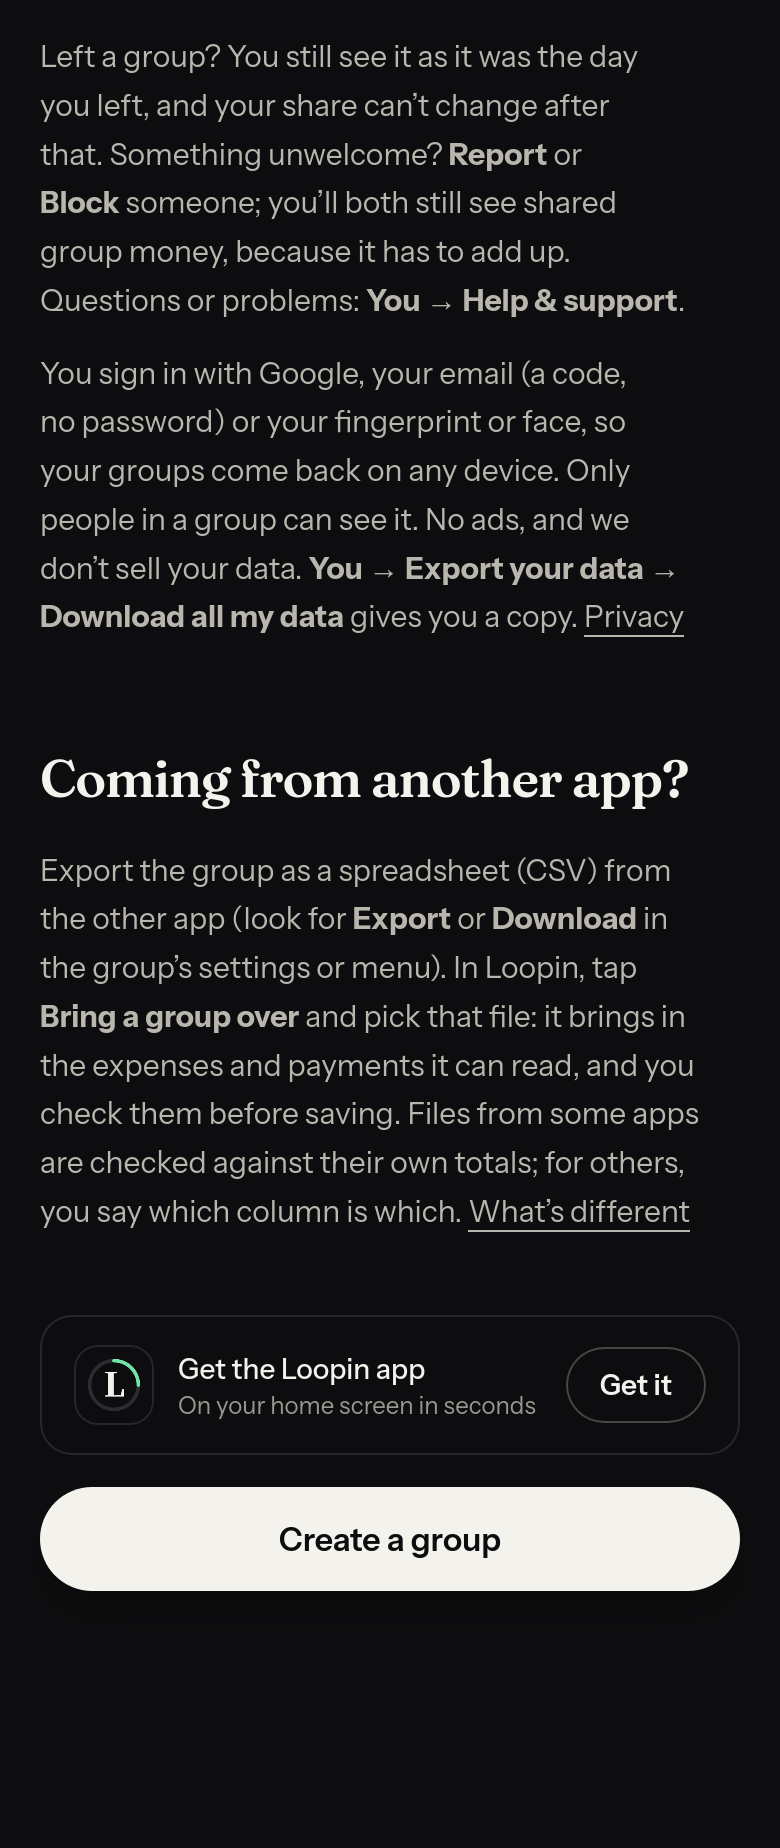 Left a group? You still see it as it was the day
you left, and your share can’t change after
that. Something unwelcome? Report or
Block someone; you’ll both still see shared
group money, because it has to add up.
Questions or problems: You → Help & support.
You sign in with Google, your email (a code,
no password) or your fingerprint or face, so
your groups come back on any device. Only
people in a group can see it. No ads, and we
don’t sell your data. You → Export your data →
Download all my data gives you a copy. Privacy
Coming from another app?
Export the group as a spreadsheet (CSV) from
the other app (look for Export or Download in
the group’s settings or menu). In Loopin, tap
Bring a group over and pick that file: it brings in
the expenses and payments it can read, and you
check them before saving. Files from some apps
are checked against their own totals; for others,
you say which column is which. What’s different
L
Get the Loopin app
On your home screen in seconds
Get it
Create a group